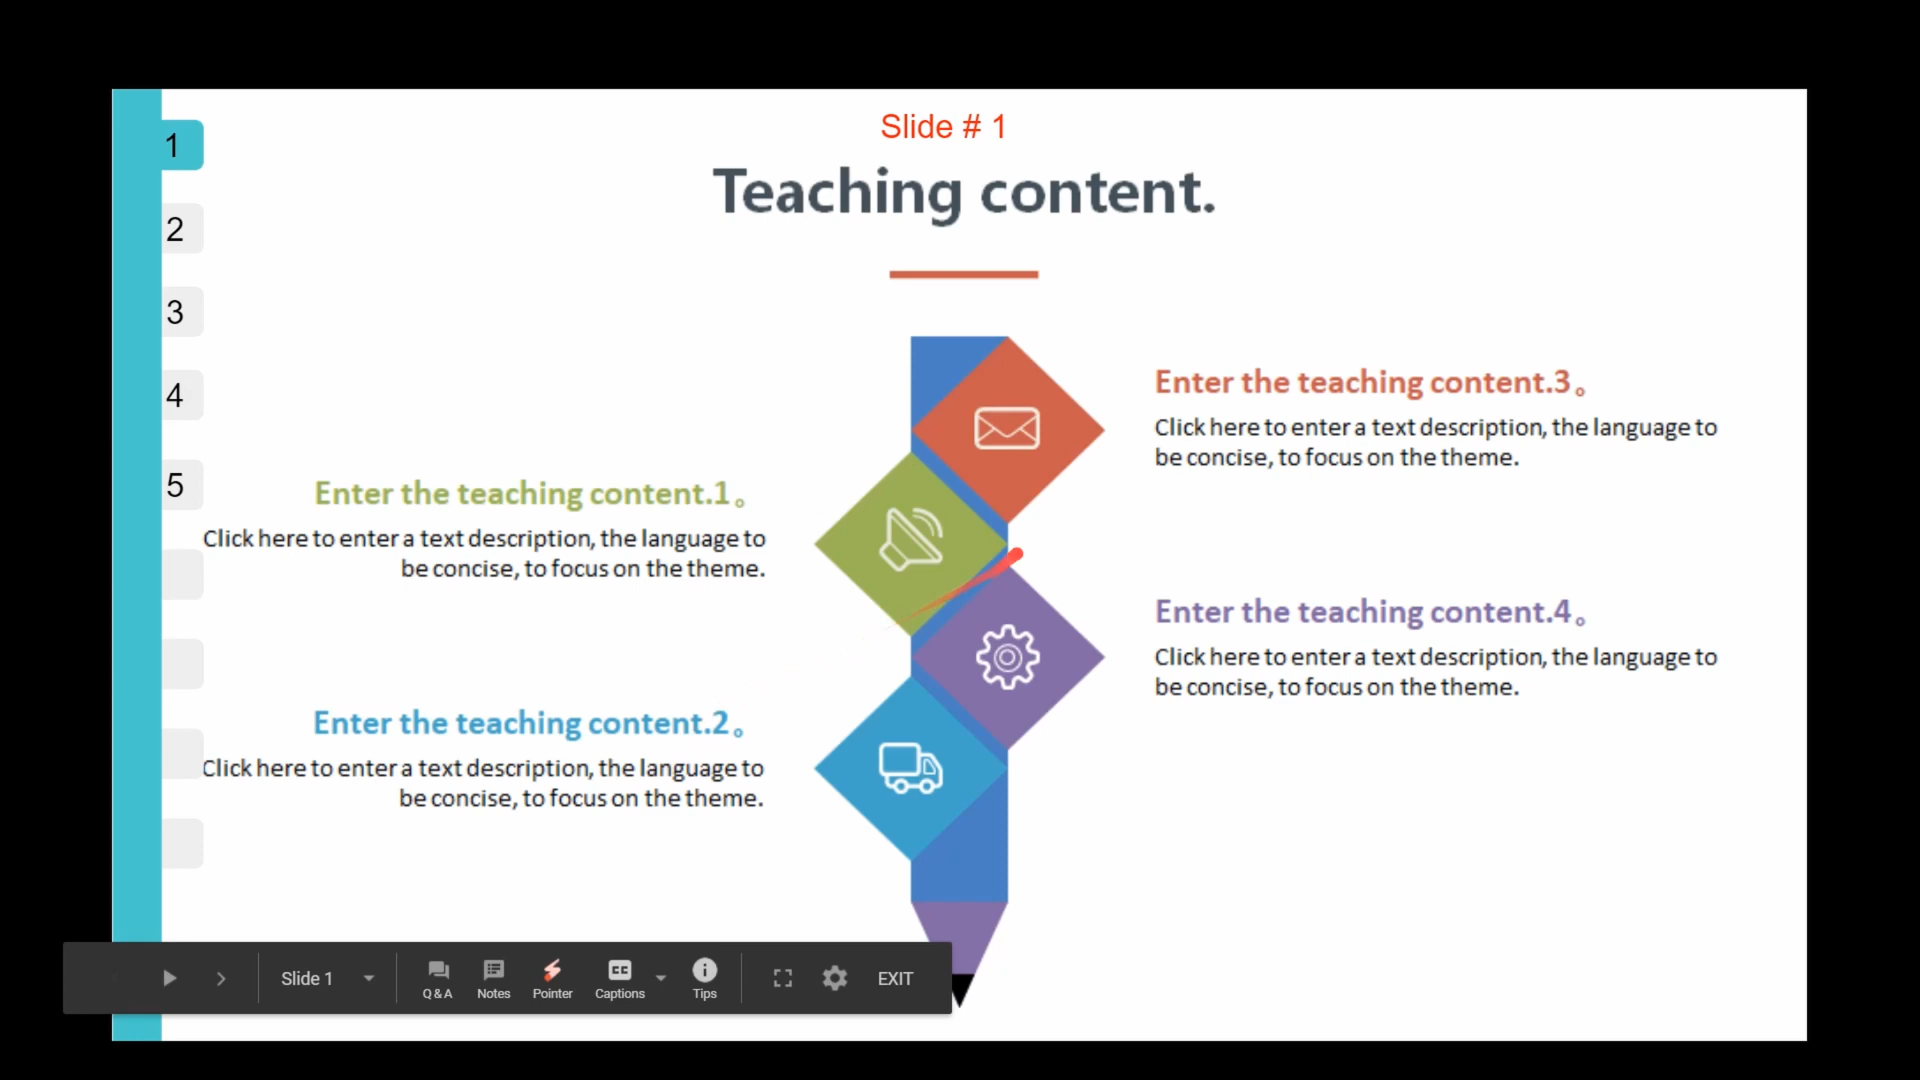 Slide # 1
Teaching content.
1
2
3
4
5
Enter the teaching content.1。
Click here to enter a text description, the language to
be concise, to focus on the theme.
Enter the teaching content.2。
Click here to enter a text description, the language to
be concise, to focus on the theme.
Enter the teaching content.3。
Click here to enter a text description, the language to
be concise, to focus on the theme.
Enter the teaching content.4。
Click here to enter a text description, the language to
be concise, to focus on the theme.
Slide 1
Q & A
Notes
Pointer
CC
Captions
Tips
EXIT